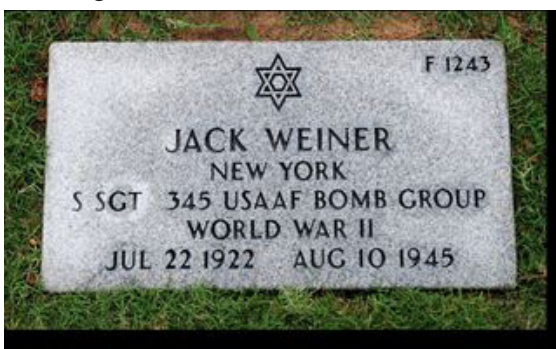 F 1243
JACK WEINER
NEW YORK
S SGT 345 USAAF BOMB GROUP
WORLD WAR II
JUL 22 1922 AUG 10 1945